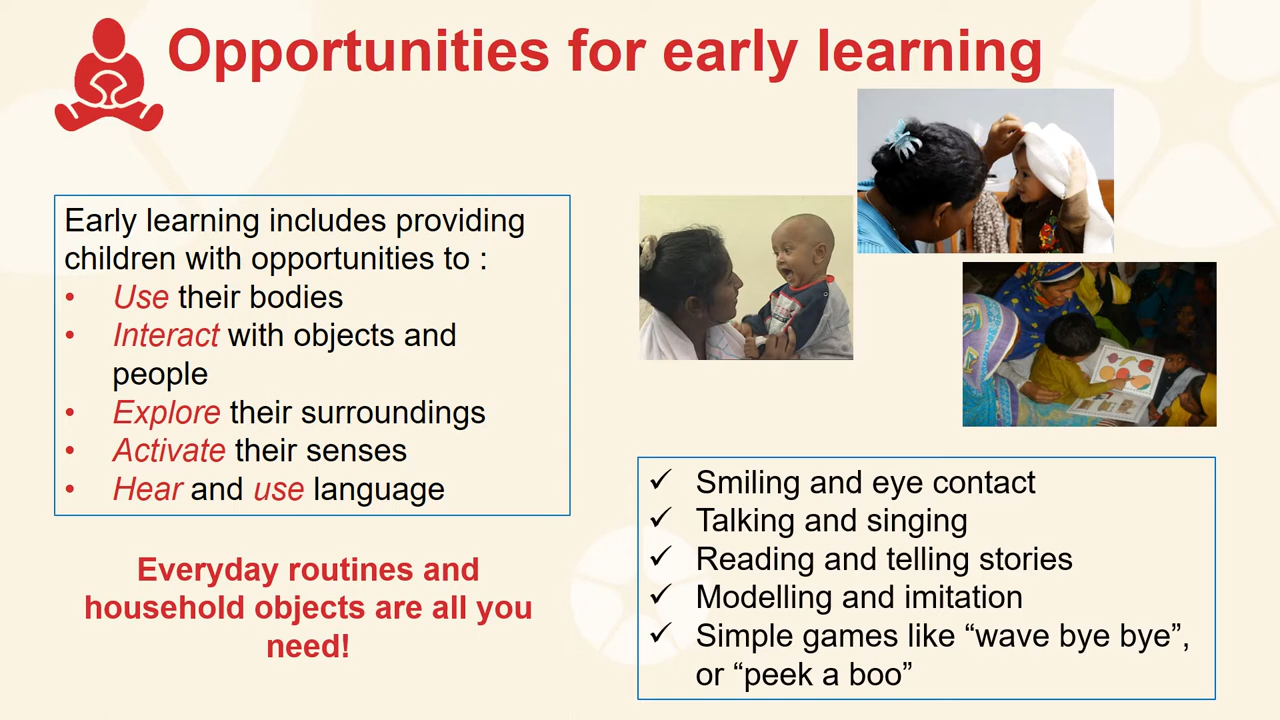 Opportunities for early learning
Early learning includes providing
children with opportunities to :
• Use their bodies
• Interact with objects and
people
• Explore their surroundings
• Activate their senses
• Hear and use language
Everyday routines and
household objects are all you
need!
✓ Smiling and eye contact
✓ Talking and singing
✓ Reading and telling stories
✓ Modelling and imitation
✓ Simple games like “wave bye bye”,
or “peek a boo”